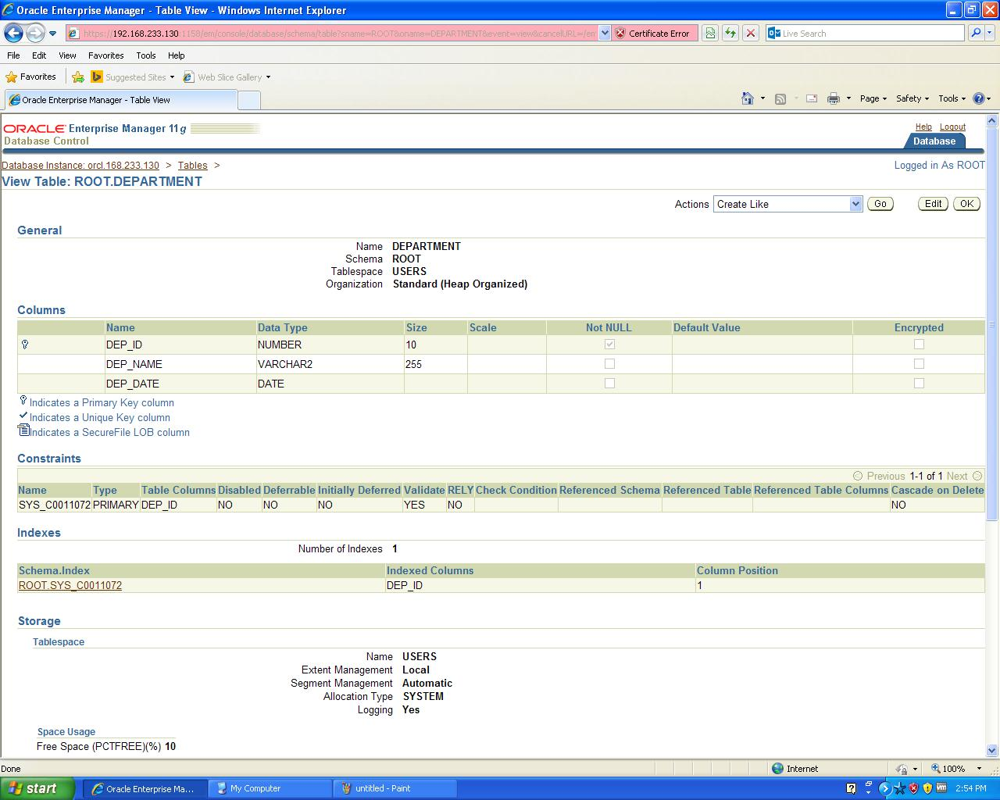 Oracle Enterprise Manager - Table View - Windows Internet Explorer
https://192.168.233.130:1158/em/console/database/schema/table?sname=ROOT&oname=DEPARTMENT&event=view&cancelURL=/em Certificate Error Live Search
File Edit View Favorites Tools Help
Favorites Suggested Sites Web Slice Gallery
Oracle Enterprise Manager - Table View Page Safety Tools
ORACLE Enterprise Manager 11g Help Logout
Database Control Database
Database Instance: orcl.168.233.130 > Tables > Logged in As ROOT
View Table: ROOT.DEPARTMENT
Actions Create Like Go Edit OK
General
Name DEPARTMENT
Schema ROOT
Tablespace USERS
Organization Standard (Heap Organized)
Columns
Name Data Type Size Scale Not NULL Default Value Encrypted
DEP_ID NUMBER 10
DEP_NAME VARCHAR2 255
DEP_DATE DATE
Indicates a Primary Key column
Indicates a Unique Key column
Indicates a SecureFile LOB column
Constraints
Previous 1-1 of 1 Next
Name Type Table Columns Disabled Deferrable Initially Deferred Validate RELY Check Condition Referenced Schema Referenced Table Referenced Table Columns Cascade on Delete
SYS_C0011072 PRIMARY DEP_ID NO NO NO YES NO NO
Indexes
Number of Indexes 1
Schema.Index Indexed Columns Column Position
ROOT.SYS_C0011072 DEP_ID 1
Storage
Tablespace
Name USERS
Extent Management Local
Segment Management Automatic
Allocation Type SYSTEM
Logging Yes
Space Usage
Free Space (PCTFREE)(%) 10
Done Internet 100%
start Oracle Enterprise Ma... My Computer untitled - Paint 2:54 PM